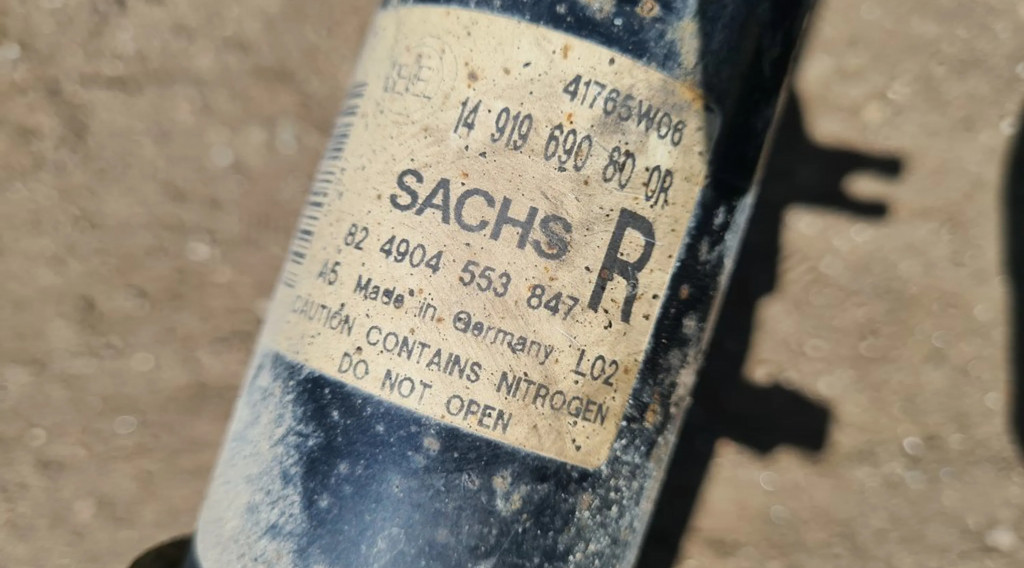 41765W06
14 919 690 80 0R
SACHS R
82 4904 553 847
A5 Made in Germany L02
CAUTION CONTAINS NITROGEN
DO NOT OPEN